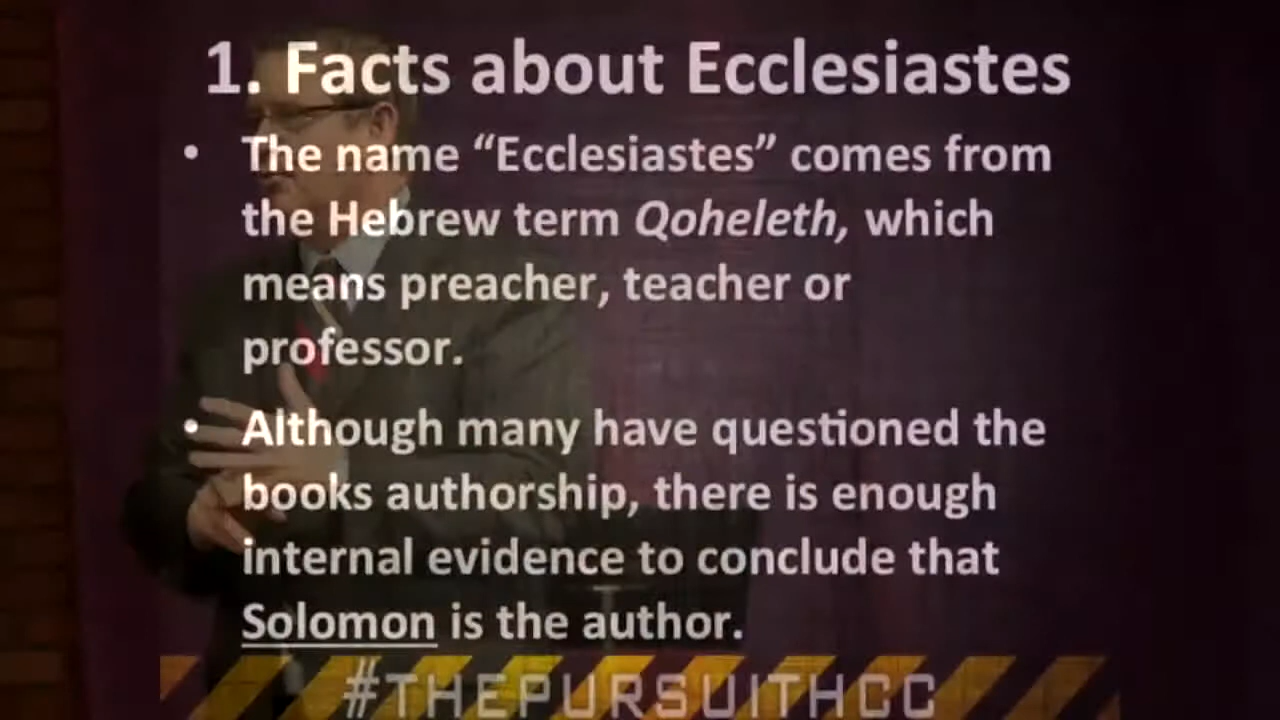 1. Facts about Ecclesiastes
• The name “Ecclesiastes” comes from
the Hebrew term Qoheleth, which
means preacher, teacher or
professor.
• Although many have questioned the
books authorship, there is enough
internal evidence to conclude that
Solomon is the author.
#THEPURSUITHCC